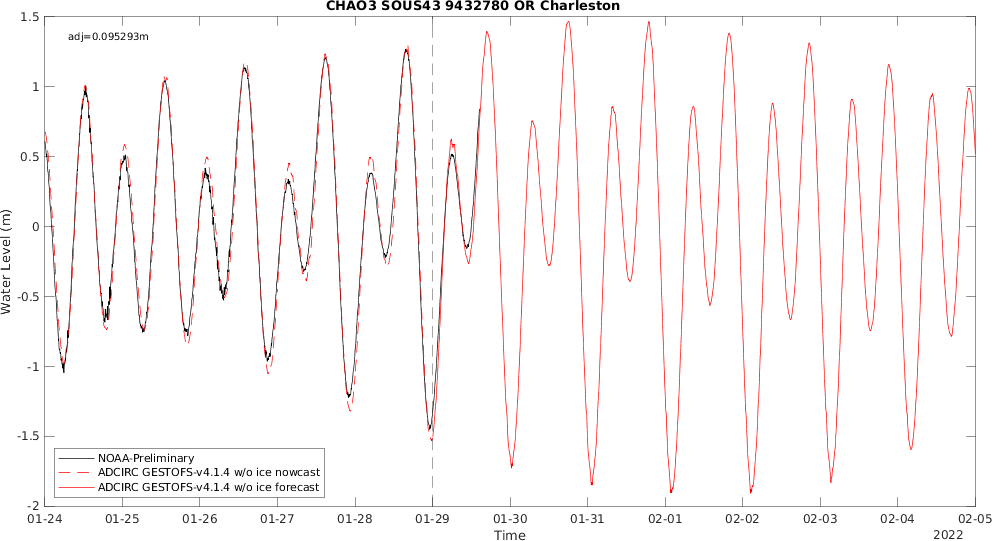 CHAO3 SOUS43 9432780 OR Charleston
adj=0.095293m
1.5
1
0.5
0
-0.5
-1
-1.5
-2
Water Level (m)
NOAA-Preliminary
ADCIRC GESTOFS-v4.1.4 w/o ice nowcast
ADCIRC GESTOFS-v4.1.4 w/o ice forecast
01-24 01-25 01-26 01-27 01-28 01-29 01-30 01-31 02-01 02-02 02-03 02-04 02-05
Time
2022